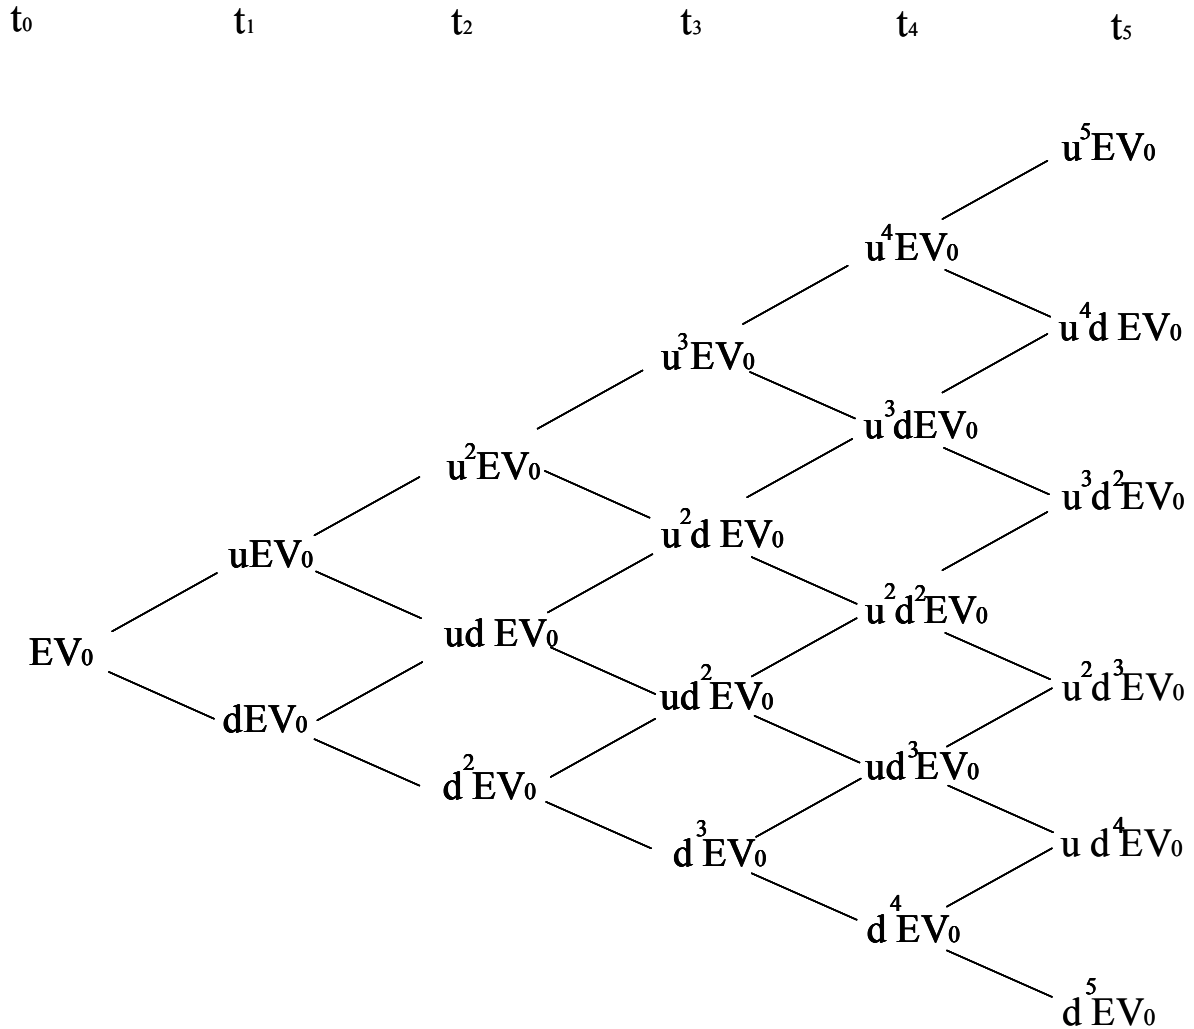 t₀ t₁ t₂ t₃ t₄ t₅
u⁵EV₀
u⁴EV₀
u⁴d EV₀
u³EV₀
u³dEV₀
u²EV₀
u³d²EV₀
u²d EV₀
uEV₀
u²d²EV₀
ud EV₀
EV₀
u²d³EV₀
ud²EV₀
dEV₀
ud³EV₀
d²EV₀
u d⁴EV₀
d³EV₀
d⁴EV₀
d⁵EV₀